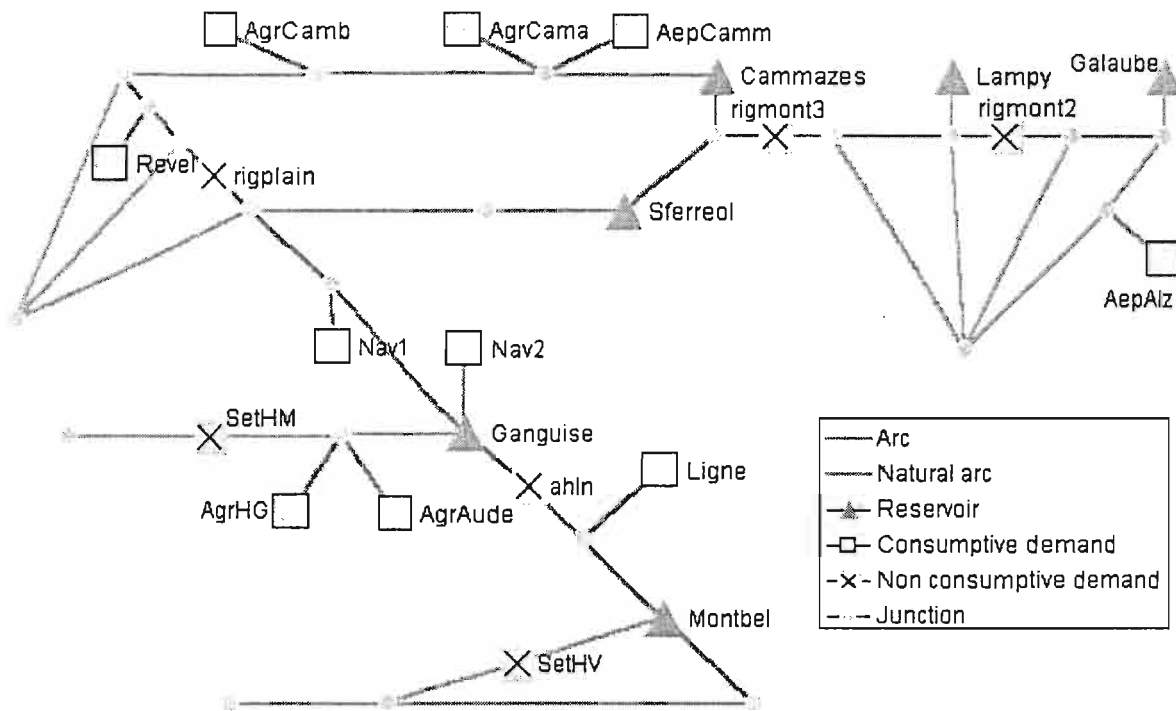 AgrCamb
AgrCama
AepCamm
Cammazes
Lampy
Galaube
rigmont3
rigmont2
Revel
rigplain
Sferreol
AepAlz
Nav1
Nav2
SetHM
Ganguise
AgrHG
AgrAude
ahln
Ligne
Montbel
SetHV
Arc
Natural arc
Reservoir
Consumptive demand
Non consumptive demand
Junction